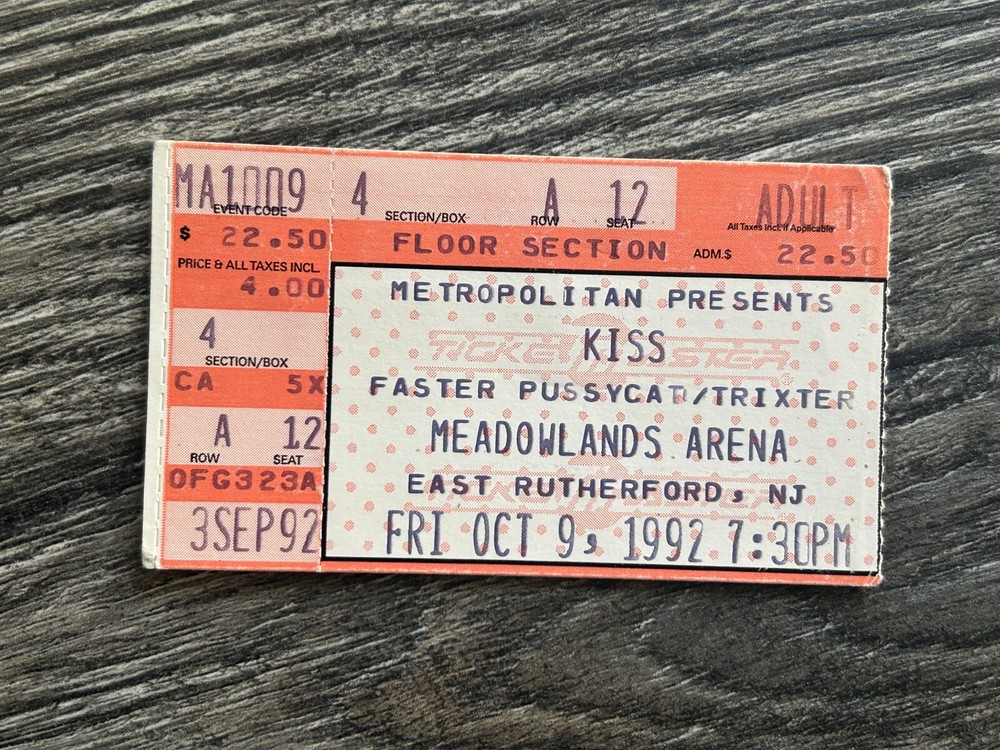 MA1009
EVENT CODE
$ 22.50
PRICE & ALL TAXES INCL.
4.00
4
SECTION/BOX
CA 5X
A 12
ROW SEAT
OFG323A
3SEP92
4 A 12 ADULT
SECTION/BOX ROW SEAT All Taxes Incl. If Applicable
FLOOR SECTION ADM.$ 22.50
METROPOLITAN PRESENTS
TICKETMASTER
KISS
FASTER PUSSYCAT/TRIXTER
MEADOWLANDS ARENA
EAST RUTHERFORD, NJ
FRI OCT 9, 1992 7:30PM